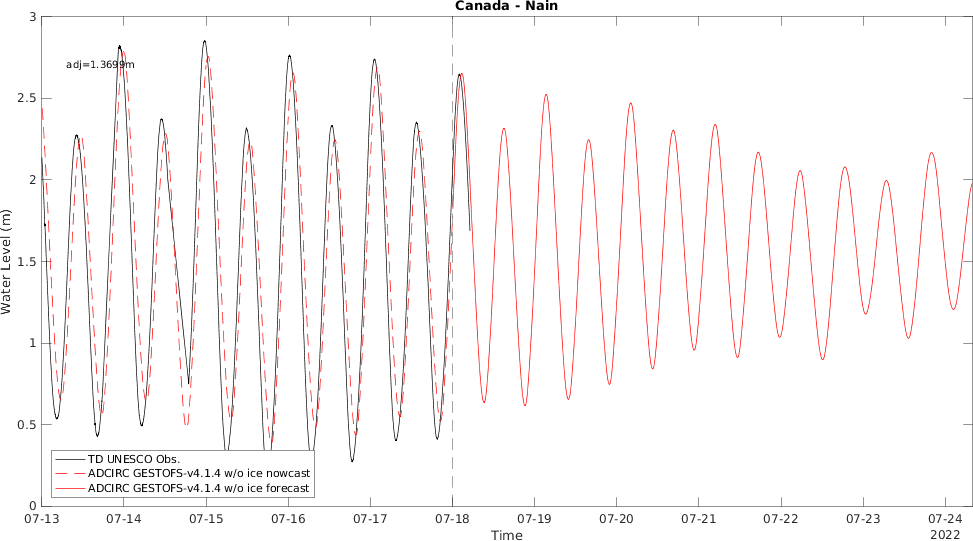 Canada - Nain
3
adj=1.3699m
2.5
2
1.5
1
0.5
0
Water Level (m)
TD UNESCO Obs.
ADCIRC GESTOFS-v4.1.4 w/o ice nowcast
ADCIRC GESTOFS-v4.1.4 w/o ice forecast
07-13 07-14 07-15 07-16 07-17 07-18 07-19 07-20 07-21 07-22 07-23 07-24
2022
Time